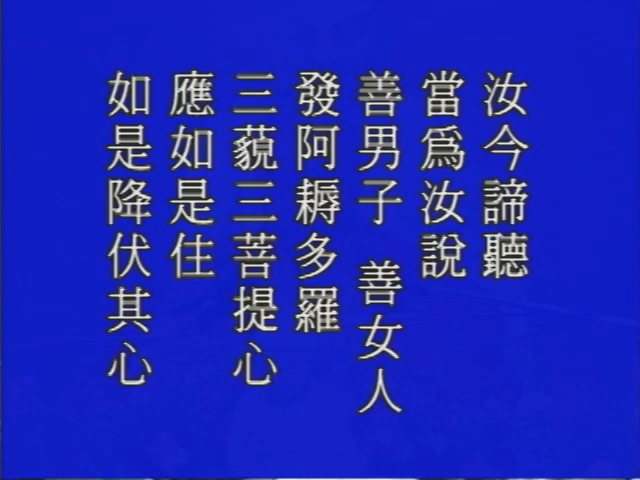 汝今諦聽
當為汝說
善男子 善女人
發阿耨多羅
三藐三菩提心
應如是住
如是降伏其心